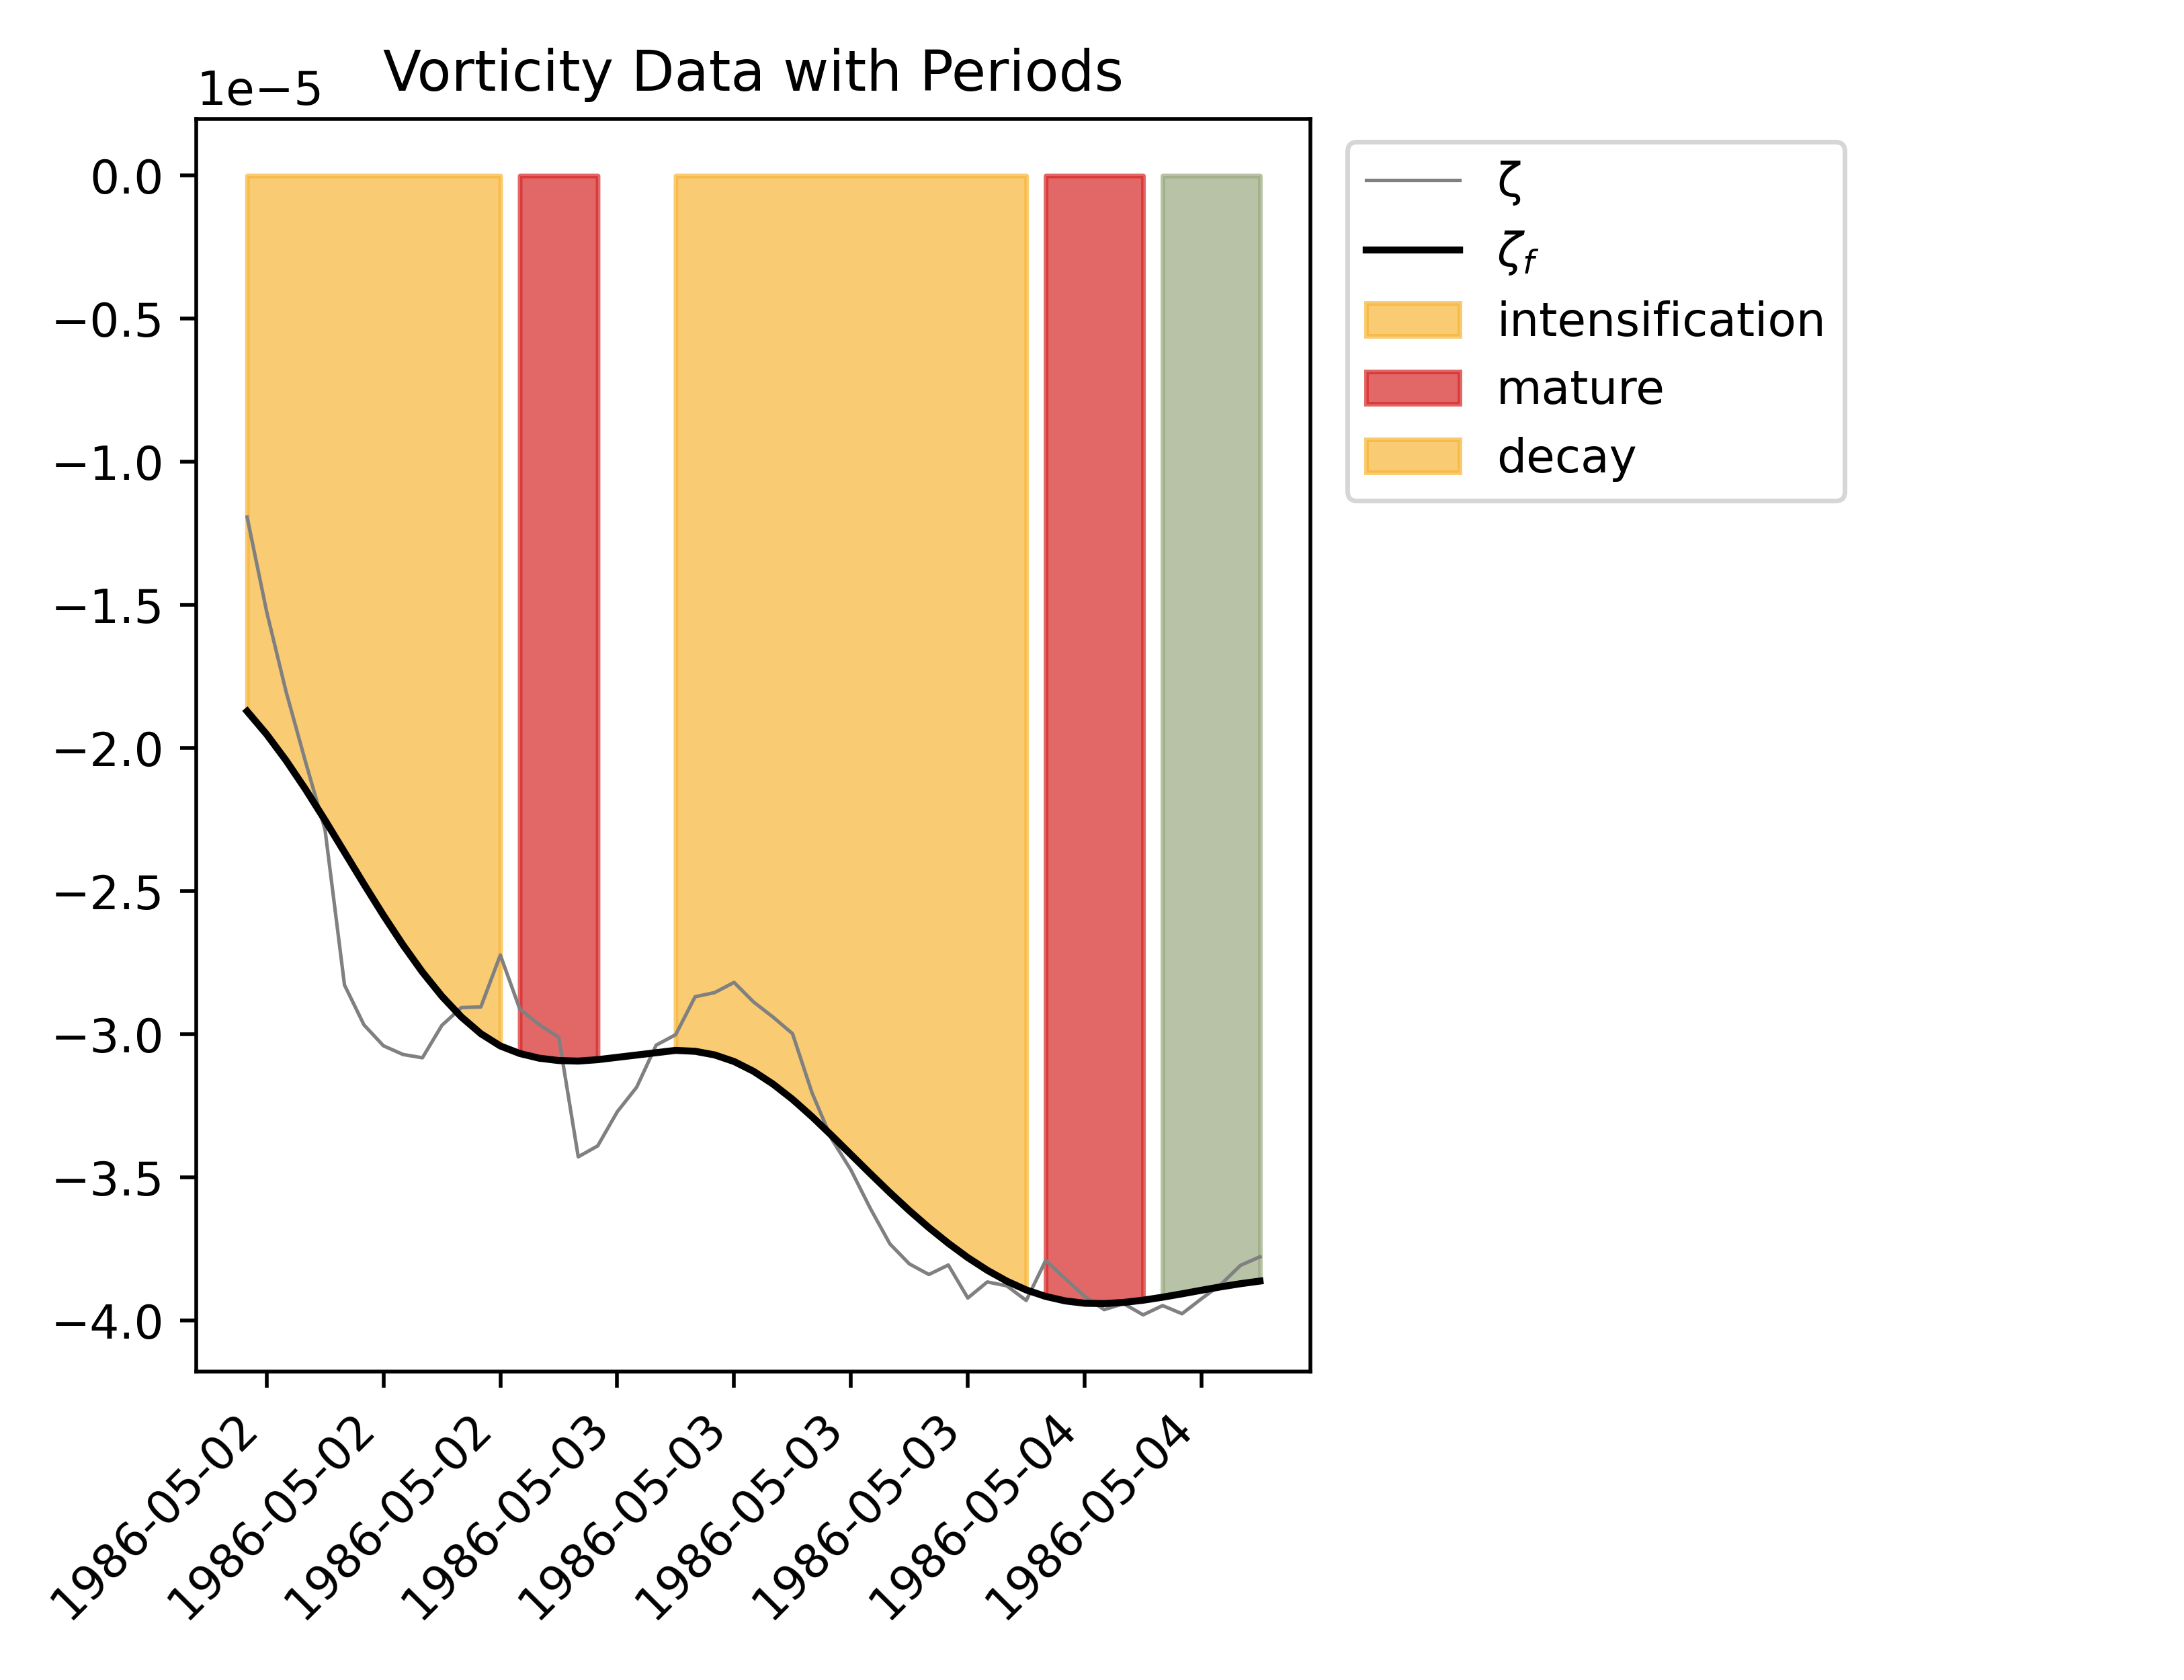 Vorticity Data with Periods
1e−5
0.0
−0.5
−1.0
−1.5
−2.0
−2.5
−3.0
−3.5
−4.0
1986-05-02
1986-05-02
1986-05-02
1986-05-03
1986-05-03
1986-05-03
1986-05-03
1986-05-04
1986-05-04
ζ
ζf
intensification
mature
decay